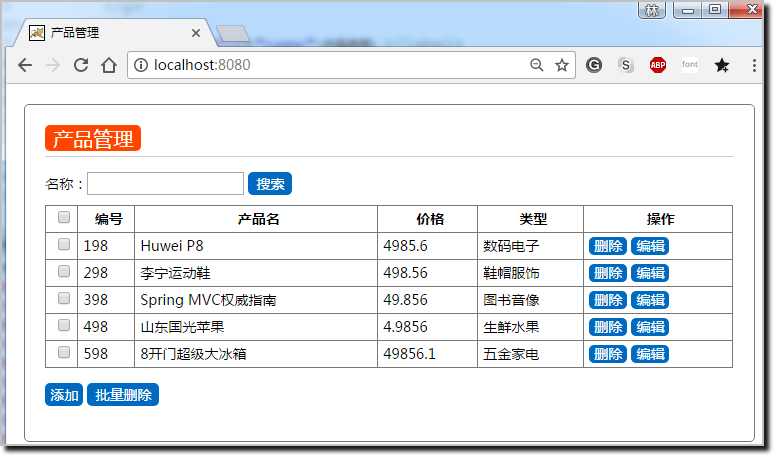 林
产品管理
localhost:8080
ABP
font
产品管理
名称： 搜索
编号 产品名 价格 类型 操作
198 Huwei P8 4985.6 数码电子 删除 编辑
298 李宁运动鞋 498.56 鞋帽服饰 删除 编辑
398 Spring MVC权威指南 49.856 图书音像 删除 编辑
498 山东国光苹果 4.9856 生鲜水果 删除 编辑
598 8开门超级大冰箱 49856.1 五金家电 删除 编辑
添加 批量删除